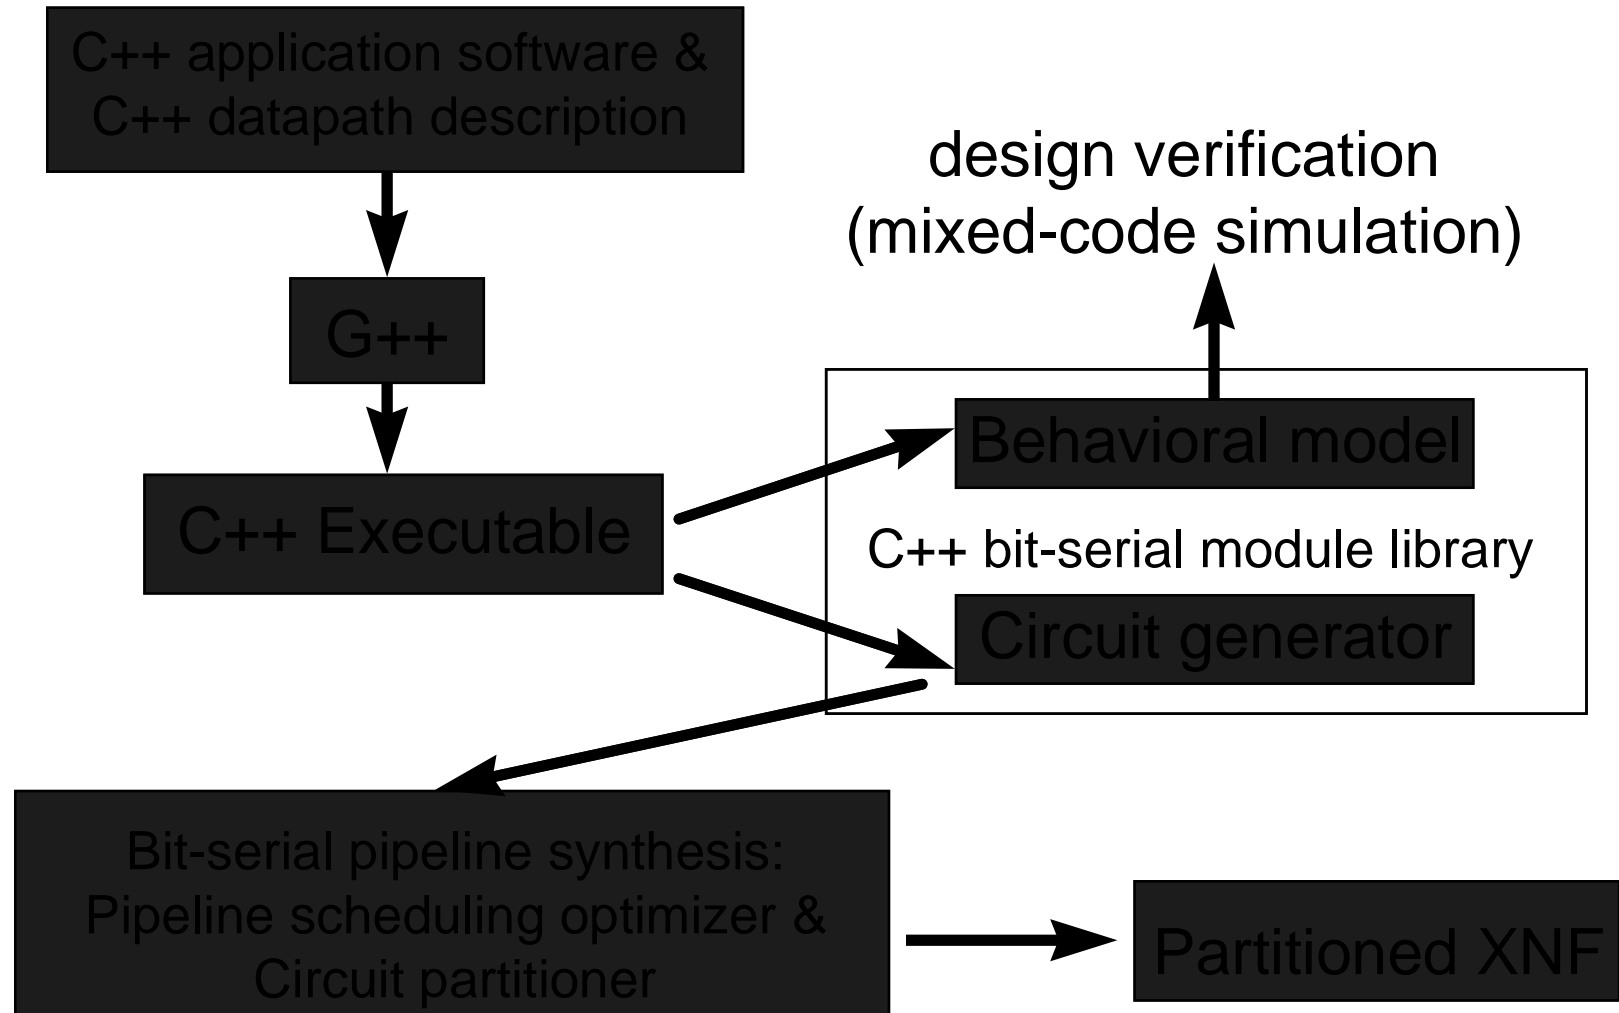 C++ application software &
C++ datapath description
design verification
(mixed-code simulation)
G++
Behavioral model
C++ Executable
C++ bit-serial module library
Circuit generator
Bit-serial pipeline synthesis:
Pipeline scheduling optimizer &
Circuit partitioner
Partitioned XNF